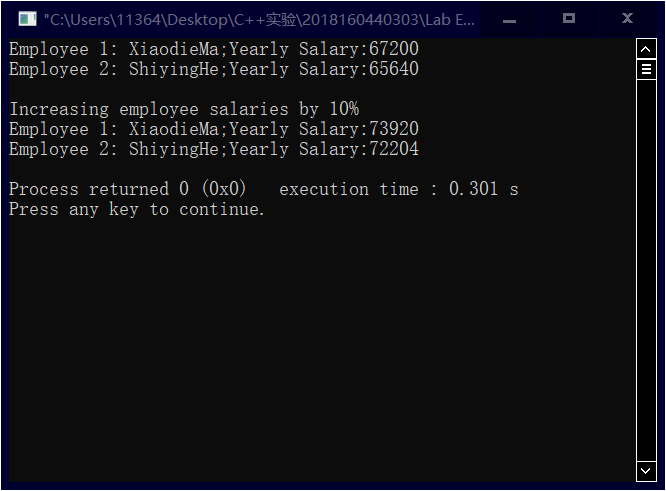 "C:\Users\11364\Desktop\C++实验\2018160440303\Lab E...
Employee 1: XiaodieMa;Yearly Salary:67200
Employee 2: ShiyingHe;Yearly Salary:65640
Increasing employee salaries by 10%
Employee 1: XiaodieMa;Yearly Salary:73920
Employee 2: ShiyingHe;Yearly Salary:72204
Process returned 0 (0x0)   execution time : 0.301 s
Press any key to continue.